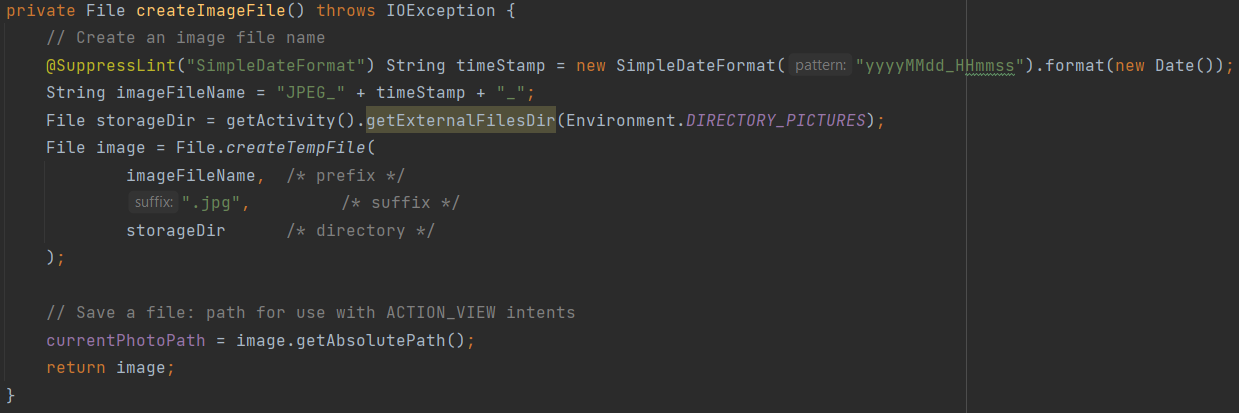 private File createImageFile() throws IOException {
// Create an image file name
@SuppressLint("SimpleDateFormat") String timeStamp = new SimpleDateFormat( pattern: "yyyyMMdd_HHmmss").format(new Date());
String imageFileName = "JPEG_" + timeStamp + "_";
File storageDir = getActivity().getExternalFilesDir(Environment.DIRECTORY_PICTURES);
File image = File.createTempFile(
imageFileName,  /* prefix */
suffix: ".jpg",         /* suffix */
storageDir      /* directory */
);
// Save a file: path for use with ACTION_VIEW intents
currentPhotoPath = image.getAbsolutePath();
return image;
}